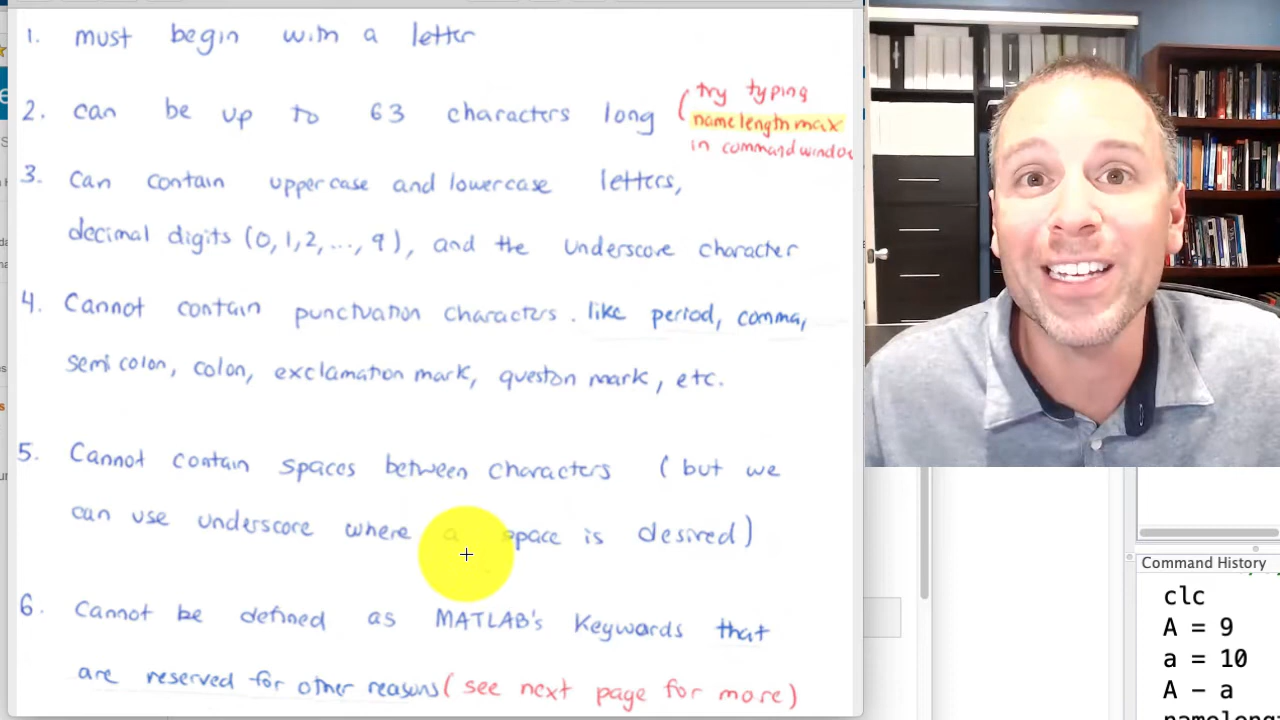 1. must begin with a letter
2. can be up to 63 characters long (try typing
namelengthmax
in command window
3. Can contain uppercase and lowercase letters,
decimal digits (0,1,2, ..., 9), and the underscore character
4. Cannot contain punctuation characters. like period, comma,
semi colon, colon, exclamation mark, queston mark, etc.
5. Cannot contain spaces between characters (but we
can use underscore where a space is desired)
6. Cannot be defined as MATLAB's Keywords that
are reserved for other reasons (see next page for more)
Command History
clc
A = 9
a = 10
A - a